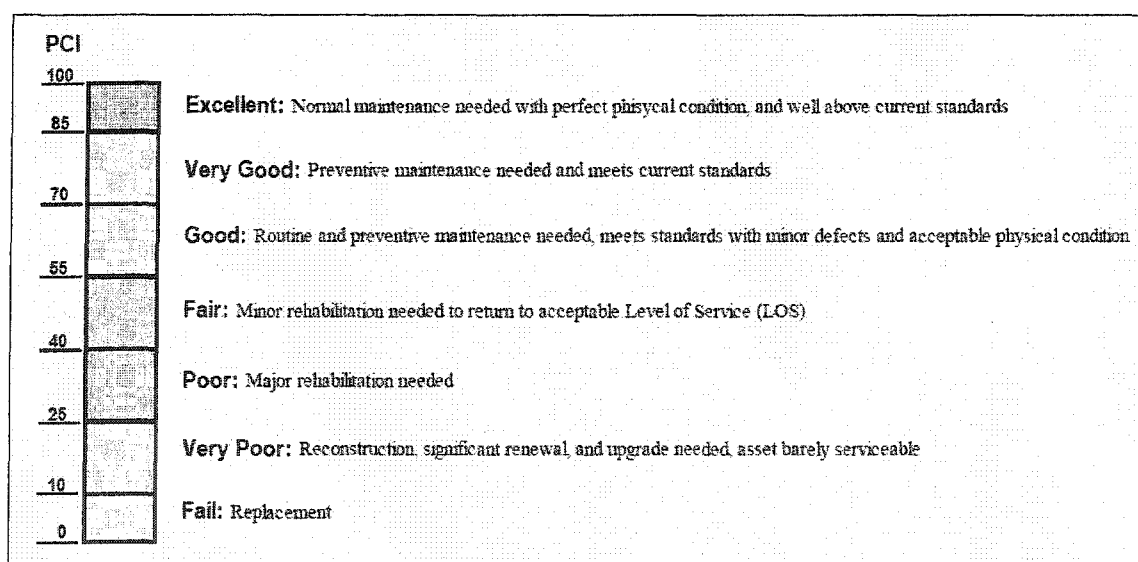 PCI
100
Excellent: Normal maintenance needed with perfect phisycal condition, and well above current standards
85
Very Good: Preventive maintenance needed and meets current standards
70
Good: Routine and preventive maintenance needed, meets standards with minor defects and acceptable physical condition
55
Fair: Minor rehabilitation needed to return to acceptable Level of Service (LOS)
40
Poor: Major rehabilitation needed
25
Very Poor: Reconstruction, significant renewal, and upgrade needed, asset barely serviceable
10
Fail: Replacement
0